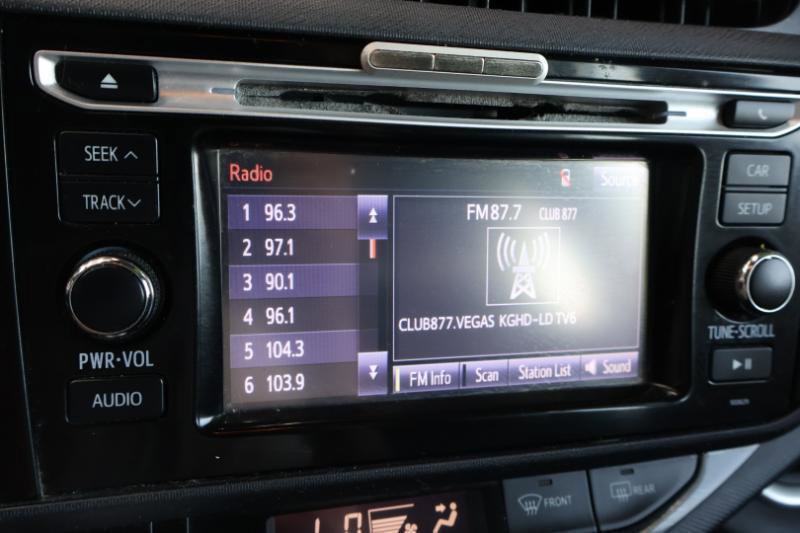 SEEK
TRACK
PWR·VOL
AUDIO
Radio
Source
1 96.3
2 97.1
3 90.1
4 96.1
5 104.3
6 103.9
FM87.7 CLUB 877
CLUB877.VEGAS KGHD-LD TV6
FM Info Scan Station List Sound
CAR
SETUP
TUNE·SCROLL
FRONT
REAR
LO